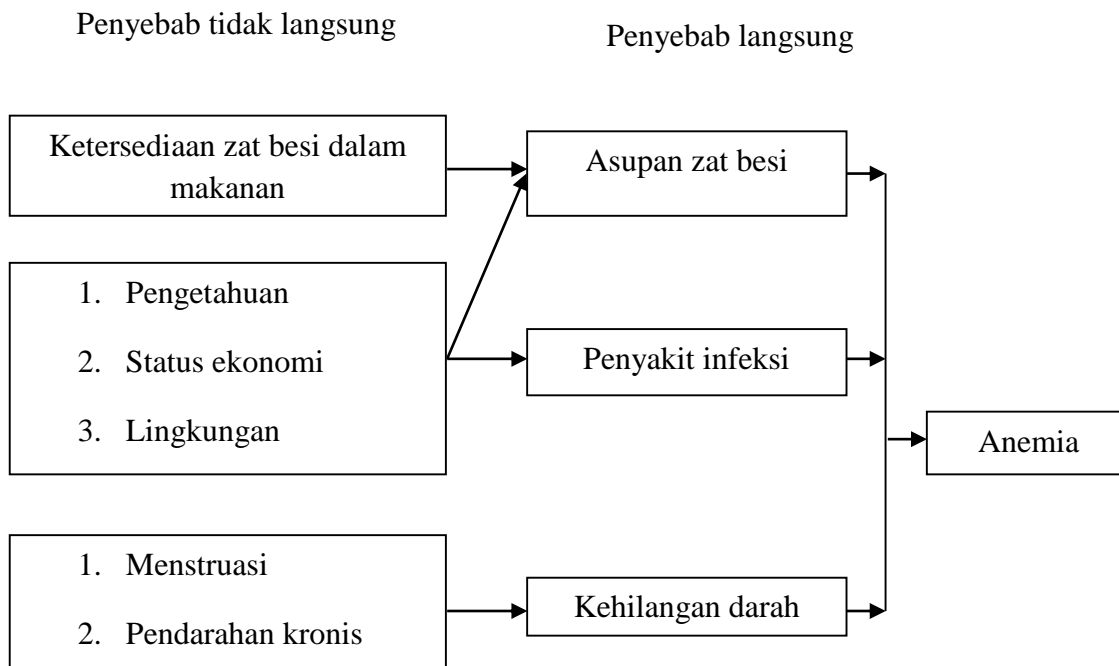 Penyebab tidak langsung
Penyebab langsung
Ketersediaan zat besi dalam
makanan
Asupan zat besi
1. Pengetahuan
2. Status ekonomi
3. Lingkungan
Penyakit infeksi
Anemia
1. Menstruasi
2. Pendarahan kronis
Kehilangan darah